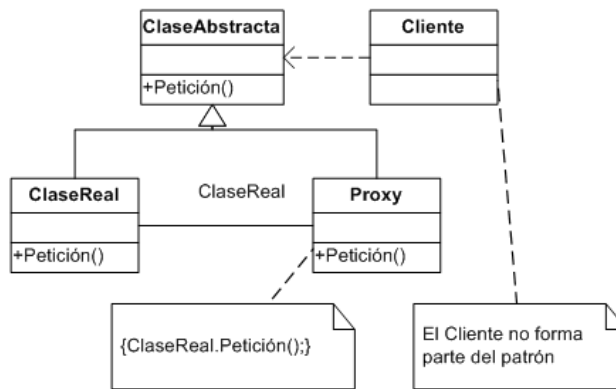 ClaseAbstracta
+Petición()
Cliente
ClaseReal
+Petición()
ClaseReal
Proxy
+Petición()
{ClaseReal.Petición();}
El Cliente no forma
parte del patrón